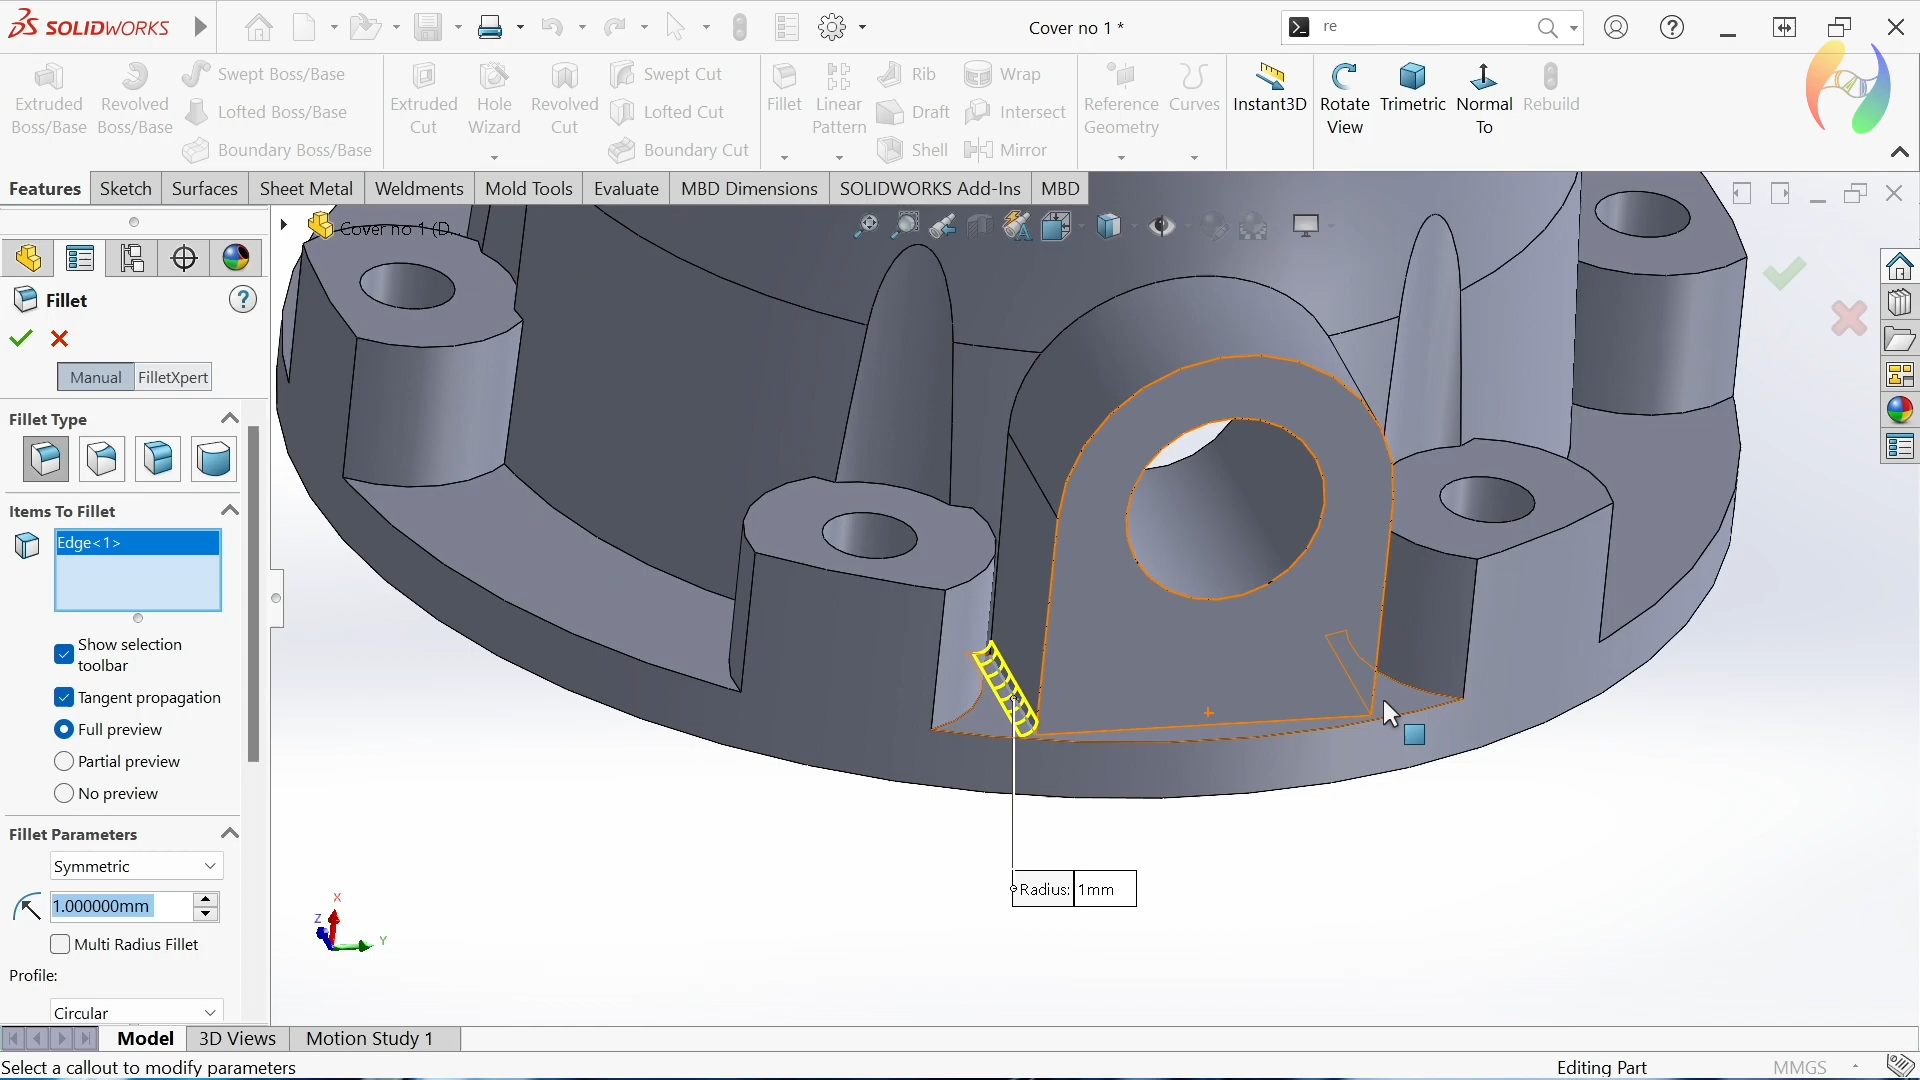 SOLIDWORKS
Cover no 1 *
re
Extruded Boss/Base
Revolved Boss/Base
Swept Boss/Base
Lofted Boss/Base
Boundary Boss/Base
Extruded Cut
Hole Wizard
Revolved Cut
Swept Cut
Lofted Cut
Boundary Cut
Fillet
Linear Pattern
Rib
Draft
Shell
Wrap
Intersect
Mirror
Reference Geometry
Curves
Instant3D
Rotate View
Trimetric
Normal To
Rebuild
Features
Sketch
Surfaces
Sheet Metal
Weldments
Mold Tools
Evaluate
MBD Dimensions
SOLIDWORKS Add-Ins
MBD
Cover no 1 (D...
Fillet
Manual
FilletXpert
Fillet Type
Items To Fillet
Edge<1>
Show selection
toolbar
Tangent propagation
Full preview
Partial preview
No preview
Fillet Parameters
Symmetric
1.000000mm
Multi Radius Fillet
Profile:
Circular
Radius: 1mm
X
Z
Y
Model
3D Views
Motion Study 1
Select a callout to modify parameters
Editing Part
MMGS